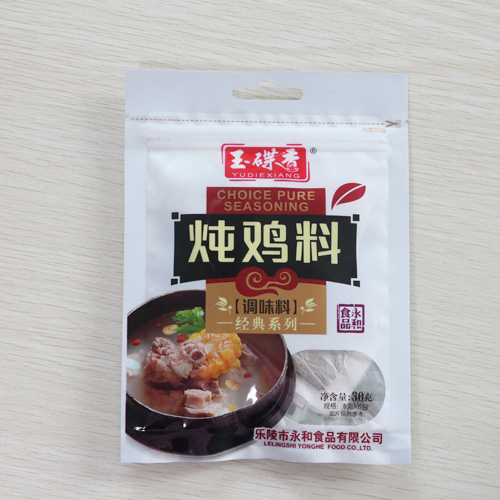 玉碟香®
YUDIEXIANG
CHOICE PURE
SEASONING
炖鸡料
【调味料】
经典系列
永和食品
净含量:30克
乐陵市永和食品有限公司
LELINGSHI YONGHE FOOD CO.,LTD.